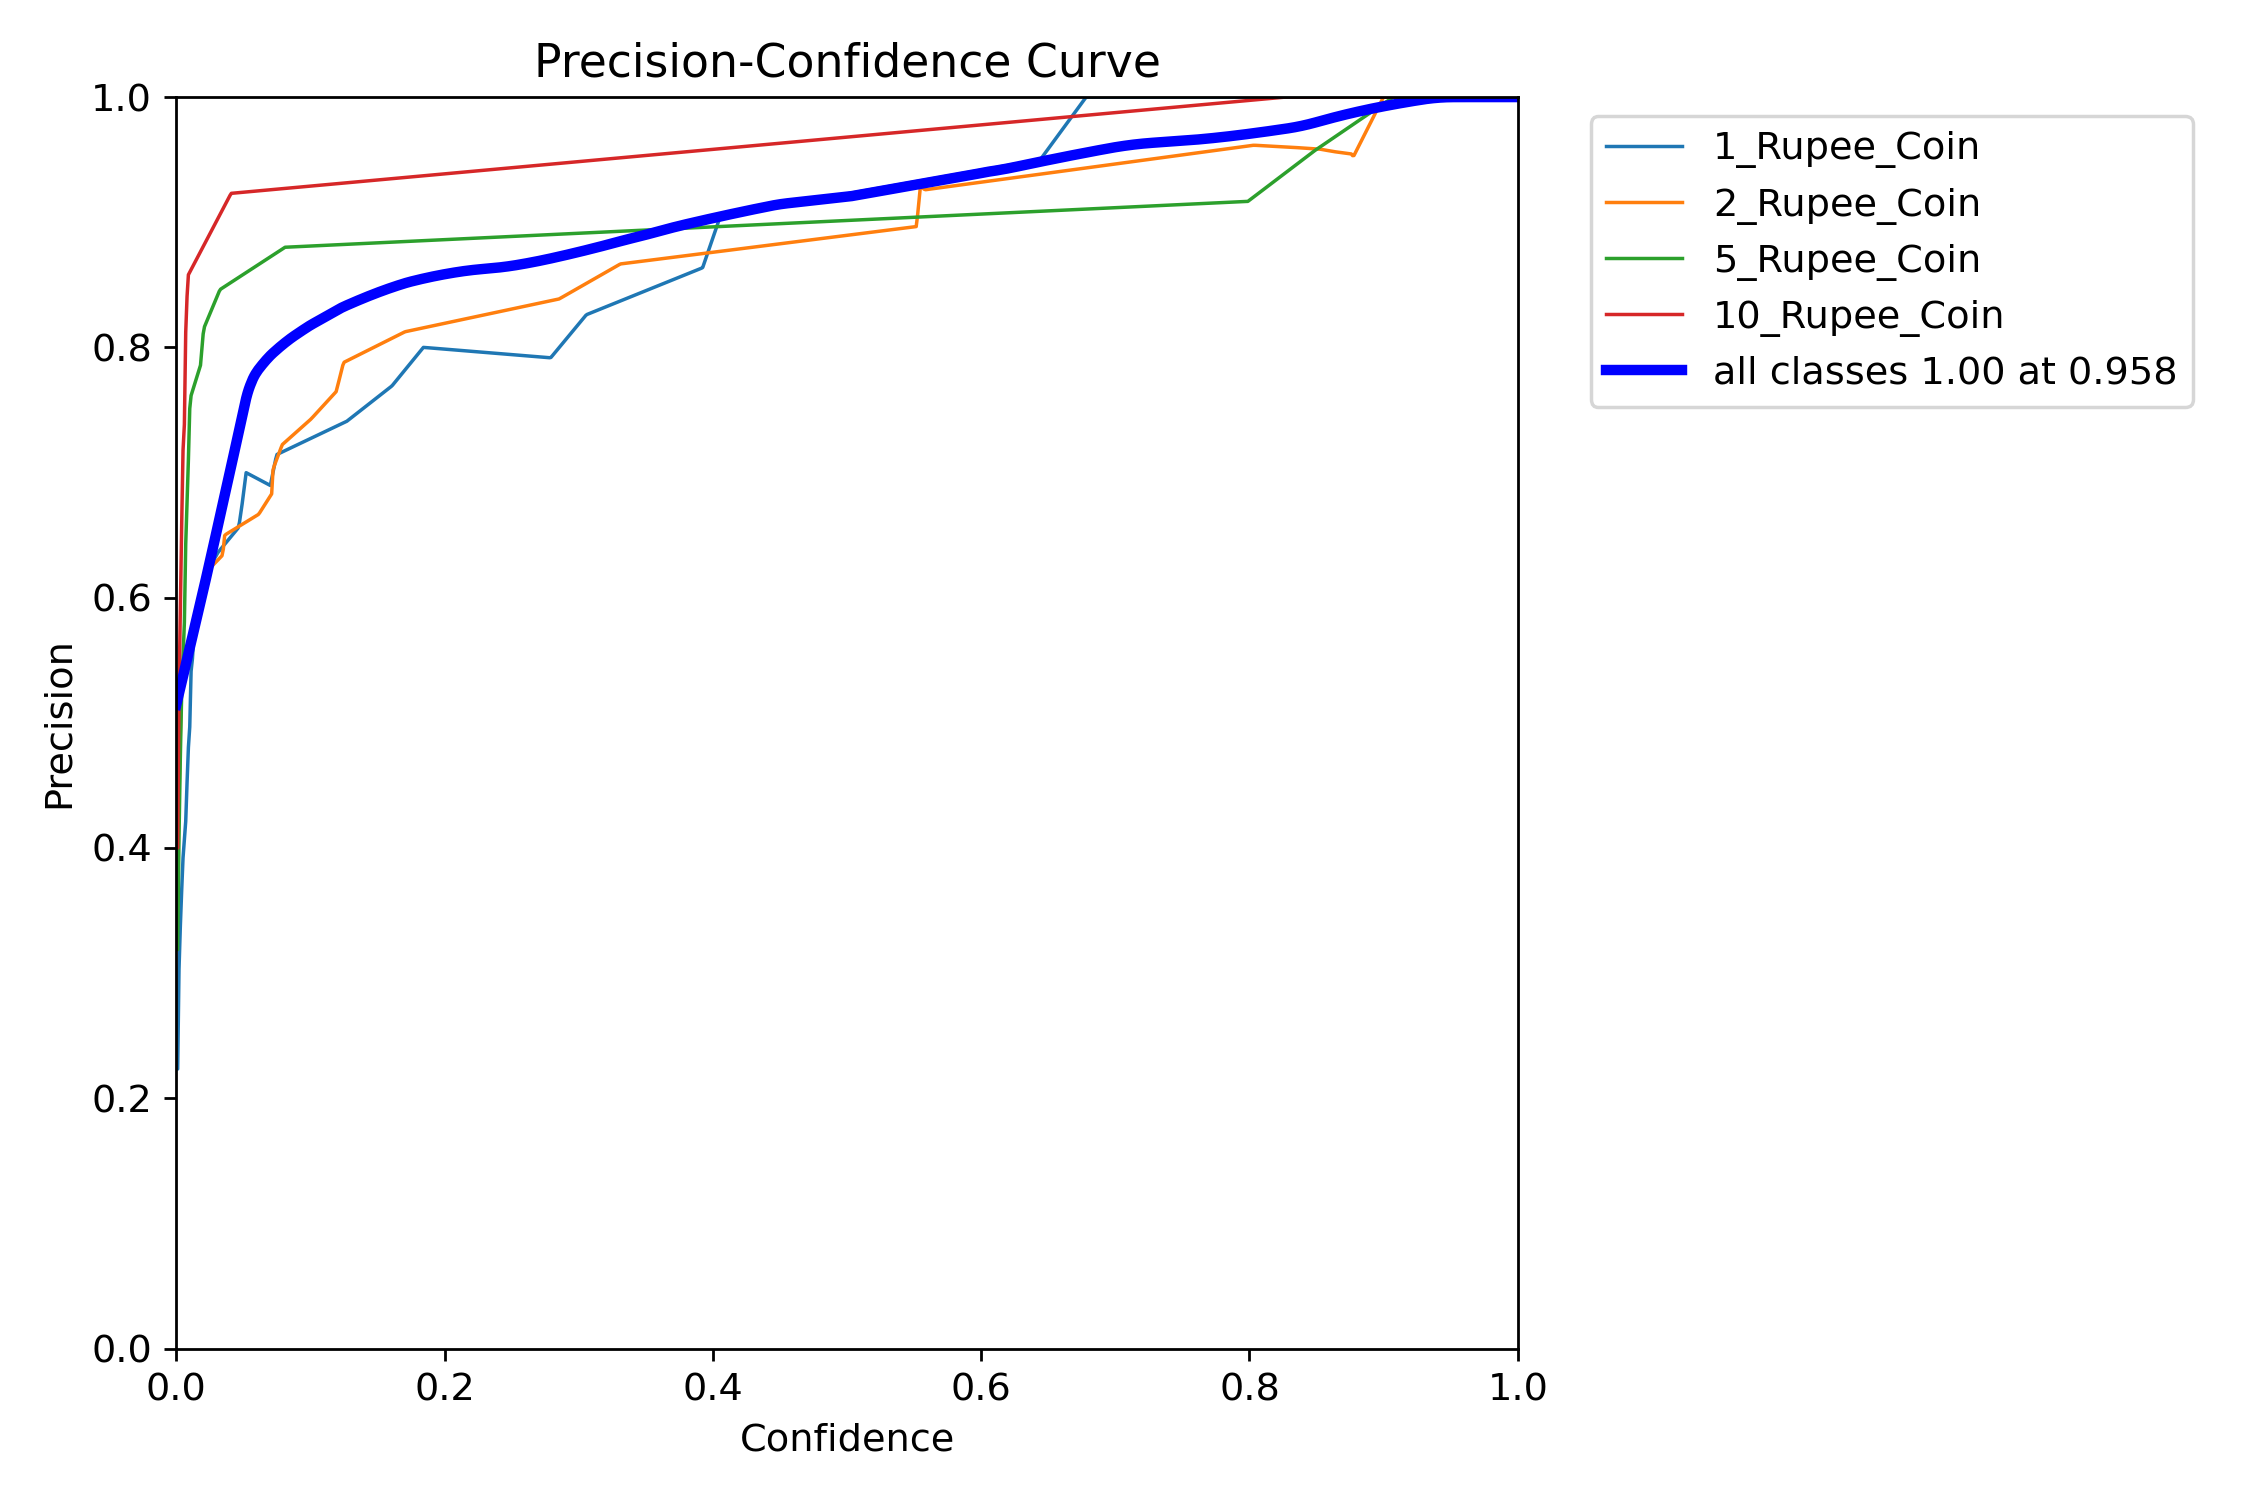 Precision-Confidence Curve
1.0
0.8
0.6
0.4
0.2
0.0
Precision
0.0 0.2 0.4 0.6 0.8 1.0
Confidence
1_Rupee_Coin
2_Rupee_Coin
5_Rupee_Coin
10_Rupee_Coin
all classes 1.00 at 0.958